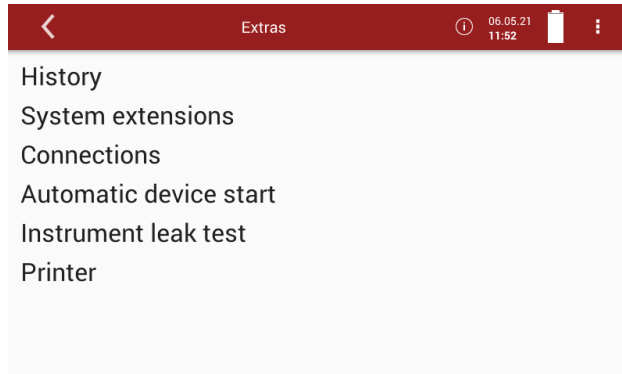 Extras
06.05.21
11:52
History
System extensions
Connections
Automatic device start
Instrument leak test
Printer